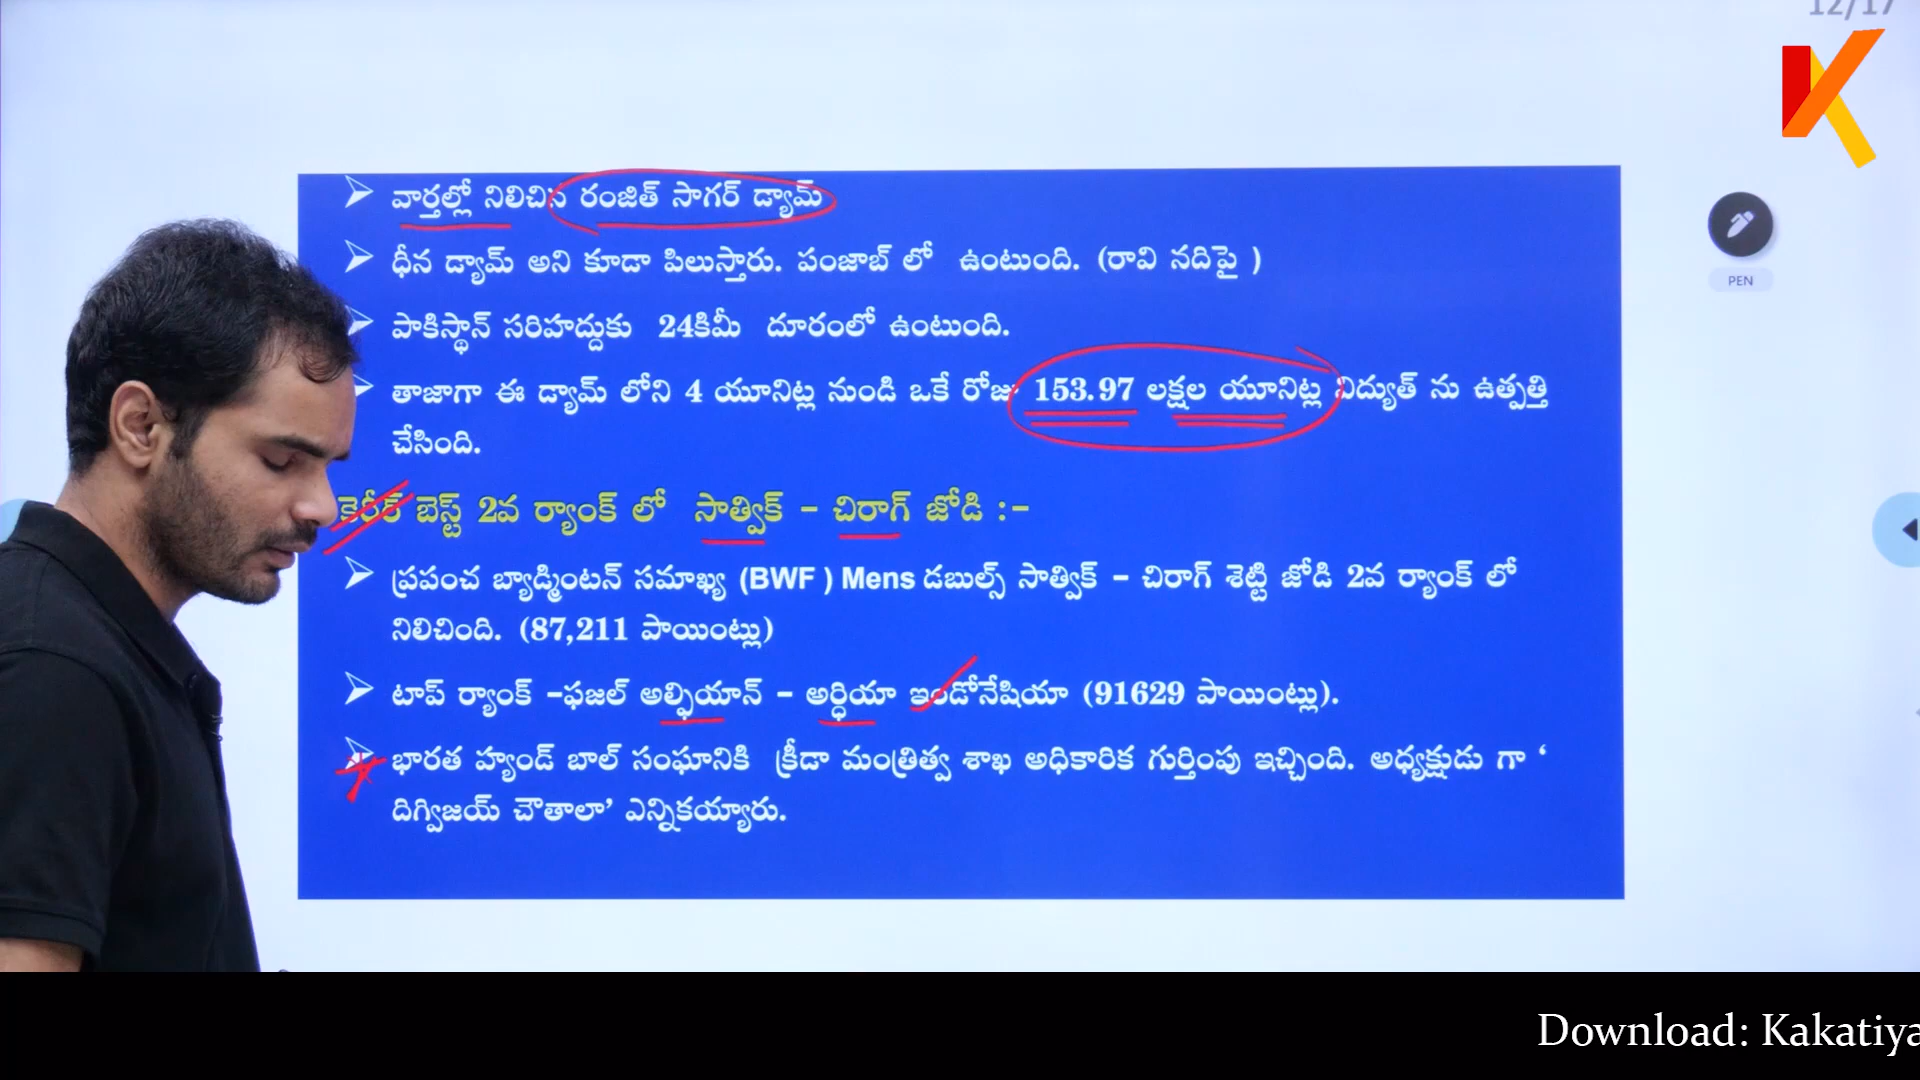 12/17
వార్తల్లో నిలిచిన రంజిత్ సాగర్ డ్యామ్
ధీన డ్యామ్ అని కూడా పిలుస్తారు. పంజాబ్ లో ఉంటుంది. (రావి నదిపై )
PEN
పాకిస్థాన్ సరిహద్దుకు 24కిమీ దూరంలో ఉంటుంది.
తాజాగా ఈ డ్యామ్ లోని 4 యూనిట్ల నుండి ఒకే రోజు 153.97 లక్షల యూనిట్ల విద్యుత్ ను ఉత్పత్తి
చేసింది.
కెరీర్ బెస్ట్ 2వ ర్యాంక్ లో సాత్విక్ - చిరాగ్ జోడి :-
ప్రపంచ బ్యాడ్మింటన్ సమాఖ్య (BWF ) Mens డబుల్స్ సాత్విక్ - చిరాగ్ శెట్టి జోడి 2వ ర్యాంక్ లో
నిలిచింది. (87,211 పాయింట్లు)
టాప్ ర్యాంక్ -ఫజల్ అల్ఫియాన్ - అర్ధియా ఇండోనేషియా (91629 పాయింట్లు).
భారత హ్యండ్ బాల్ సంఘానికి క్రీడా మంత్రిత్వ శాఖ అధికారిక గుర్తింపు ఇచ్చింది. అధ్యక్షుడు గా ‘
దిగ్విజయ్ చౌతాలా’ ఎన్నికయ్యారు.
Download: Kakatiya